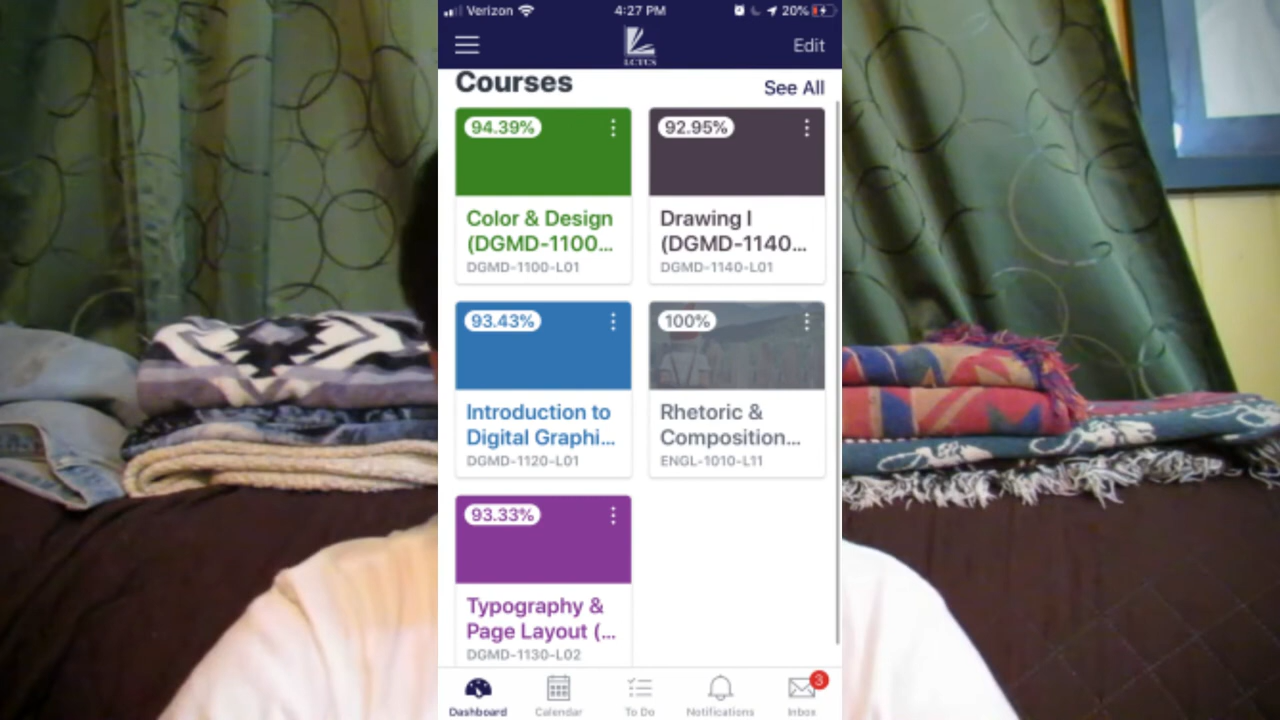 Verizon 4:27 PM 20%
LCTCS
Edit
Courses
See All
94.39%
Color & Design
(DGMD-1100...
DGMD-1100-L01
92.95%
Drawing I
(DGMD-1140...
DGMD-1140-L01
93.43%
Introduction to
Digital Graphi...
DGMD-1120-L01
100%
Rhetoric &
Composition...
ENGL-1010-L11
93.33%
Typography &
Page Layout (...
DGMD-1130-L02
Dashboard
Calendar
To Do
Notifications
3
Inbox